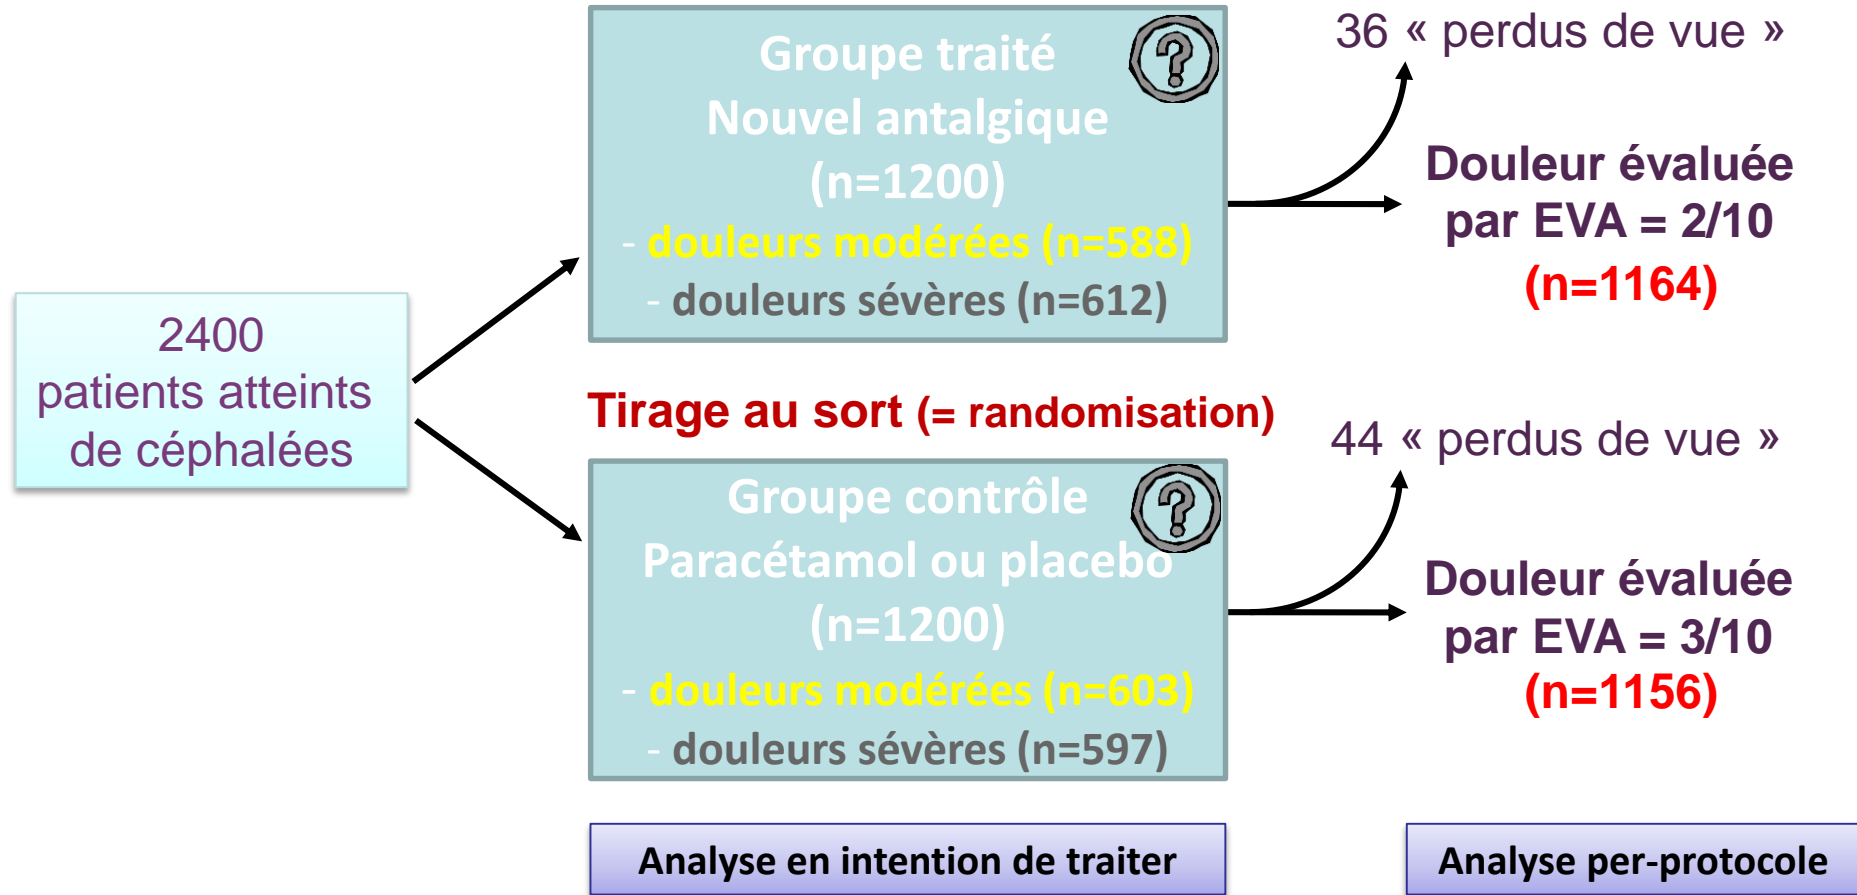 2400
patients atteints
de céphalées
Groupe traité
Nouvel antalgique
(n=1200)
- douleurs modérées (n=588)
- douleurs sévères (n=612)
?
36 « perdus de vue »
Douleur évaluée
par EVA = 2/10
(n=1164)
Tirage au sort (= randomisation)
Groupe contrôle
Paracétamol ou placebo
(n=1200)
- douleurs modérées (n=603)
- douleurs sévères (n=597)
?
44 « perdus de vue »
Douleur évaluée
par EVA = 3/10
(n=1156)
Analyse en intention de traiter
Analyse per-protocole